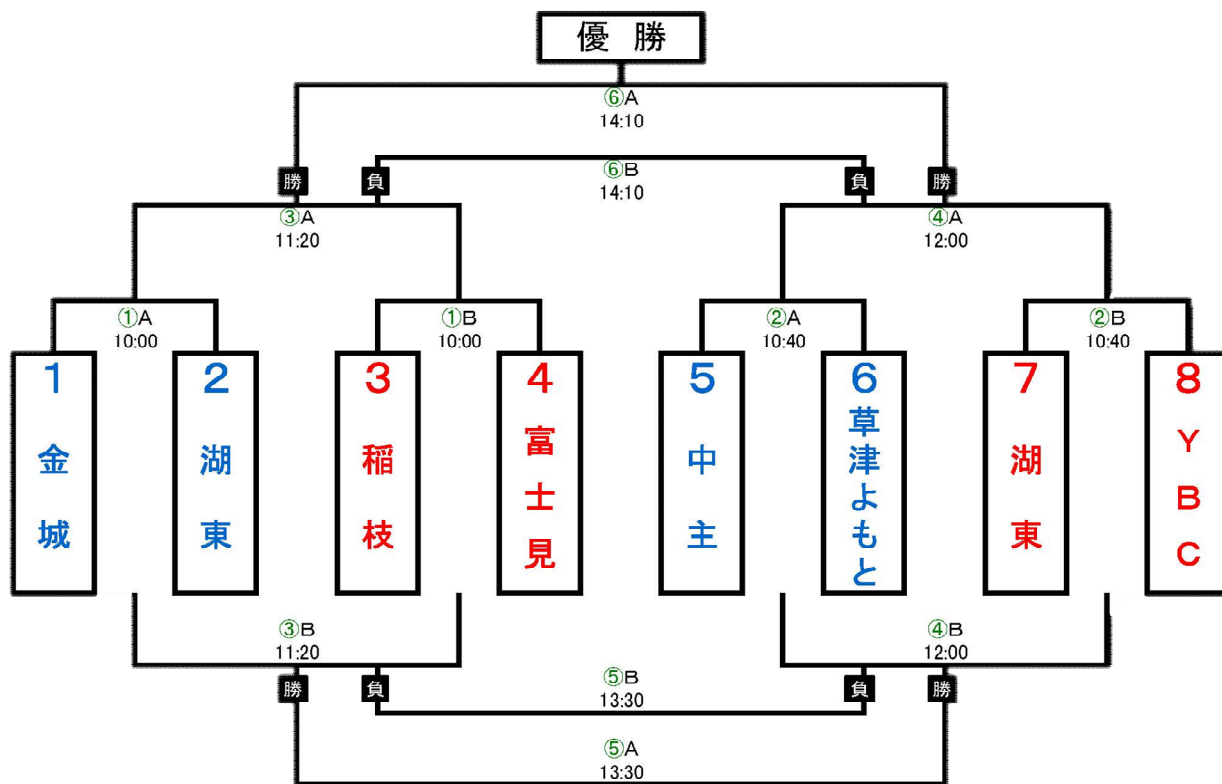 優 勝
⑥A
14:10
⑥B
14:10
勝
負
負
勝
③A
11:20
④A
12:00
①A
10:00
①B
10:00
②A
10:40
②B
10:40
1
金城
2
湖東
3
稲枝
4
富士見
5
中主
6
草津よもと
7
湖東
8
YBC
③B
11:20
④B
12:00
勝
負
負
勝
⑤B
13:30
⑤A
13:30